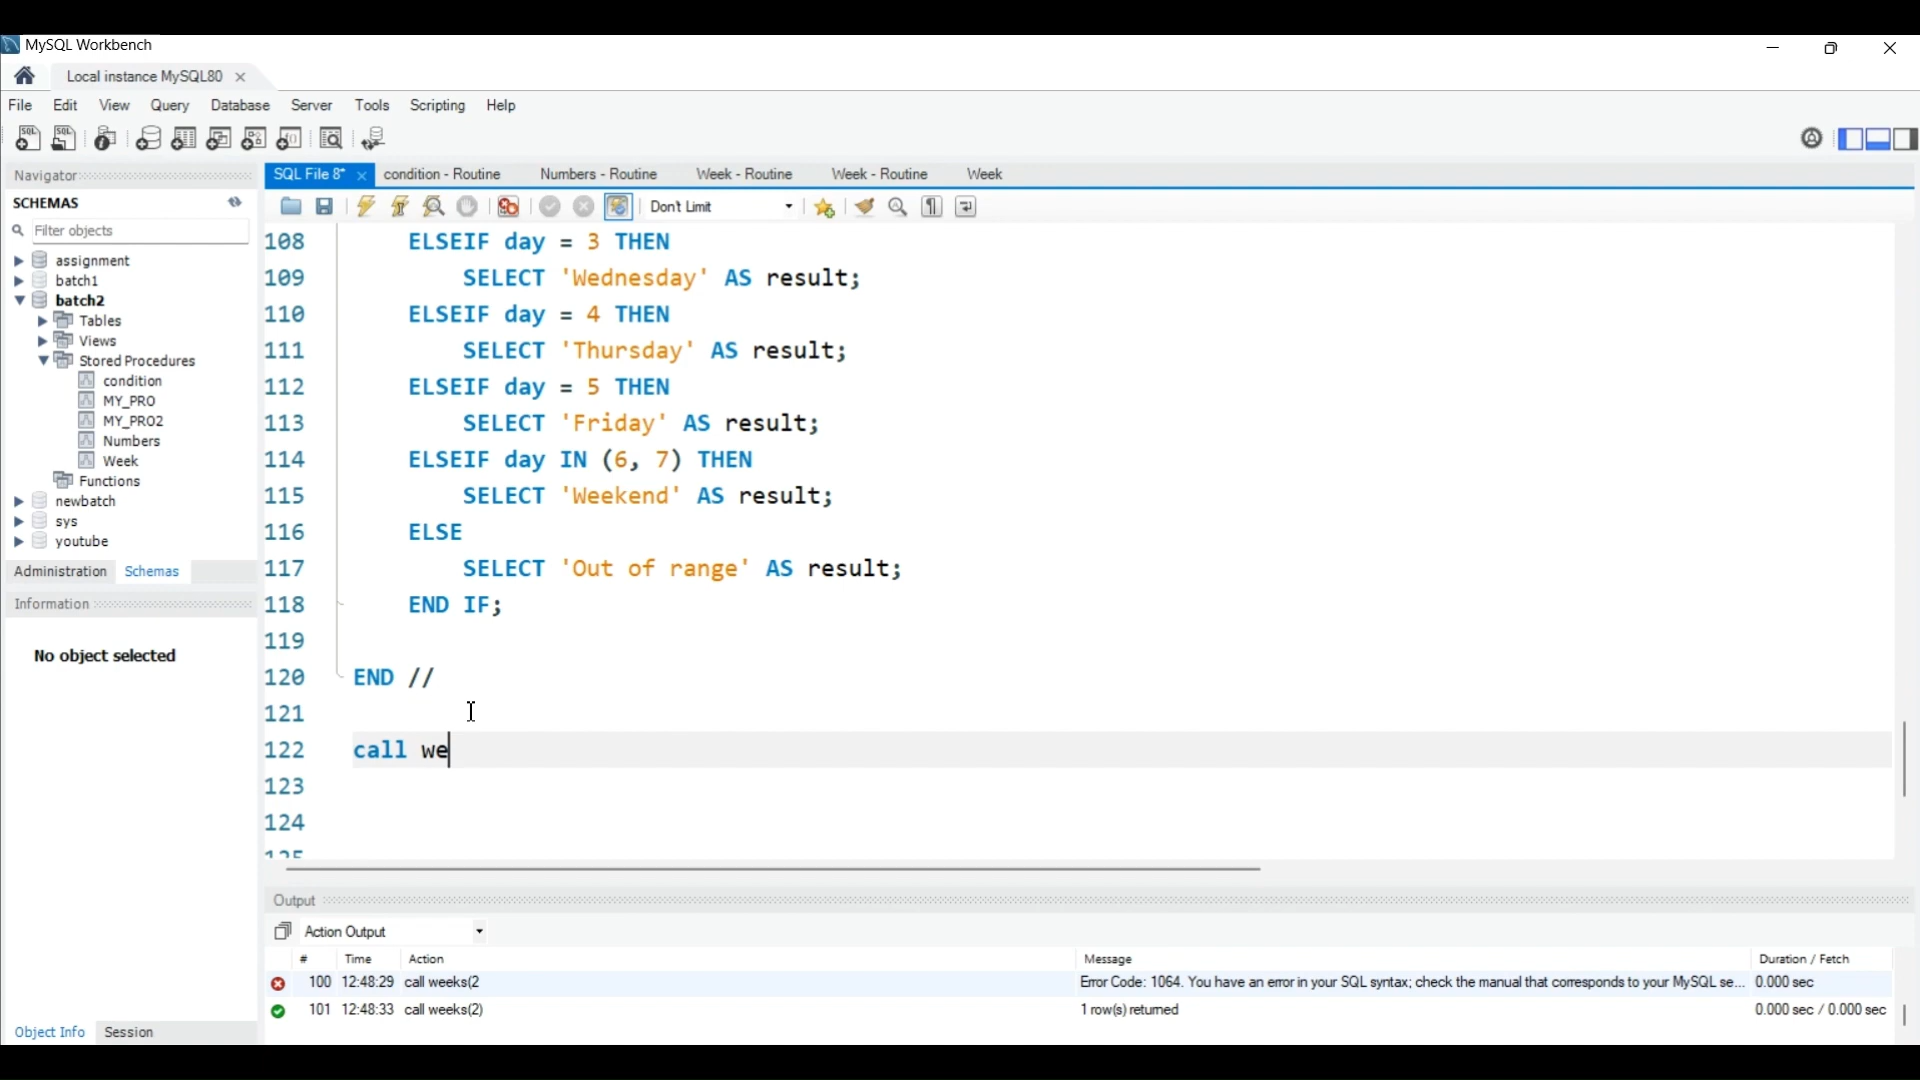 MySQL Workbench
Local instance MySQL80
File Edit View Query Database Server Tools Scripting Help
Navigator
SCHEMAS
Filter objects
assignment
batch1
batch2
Tables
Views
Stored Procedures
condition
MY_PRO
MY_PRO2
Numbers
Week
Functions
newbatch
sys
youtube
Administration Schemas
Information
No object selected
Object Info Session
SQL File 8* condition - Routine Numbers - Routine Week - Routine Week - Routine Week
Don't Limit
108 ELSEIF day = 3 THEN
109 SELECT 'Wednesday' AS result;
110 ELSEIF day = 4 THEN
111 SELECT 'Thursday' AS result;
112 ELSEIF day = 5 THEN
113 SELECT 'Friday' AS result;
114 ELSEIF day IN (6, 7) THEN
115 SELECT 'Weekend' AS result;
116 ELSE
117 SELECT 'Out of range' AS result;
118 END IF;
119
120 END //
121
122 call we
123
124
125
Output
Action Output
# Time Action Message Duration / Fetch
100 12:48:29 call weeks(2 Error Code: 1064. You have an error in your SQL syntax; check the manual that corresponds to your MySQL se... 0.000 sec
101 12:48:33 call weeks(2) 1 row(s) returned 0.000 sec / 0.000 sec